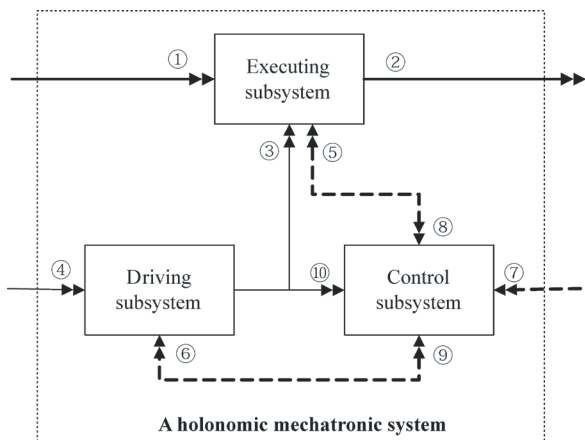 ① ②
Executing
subsystem
③ ⑤
⑧
④ Driving
subsystem
⑩ Control
subsystem
⑦
⑥ ⑨
A holonomic mechatronic system